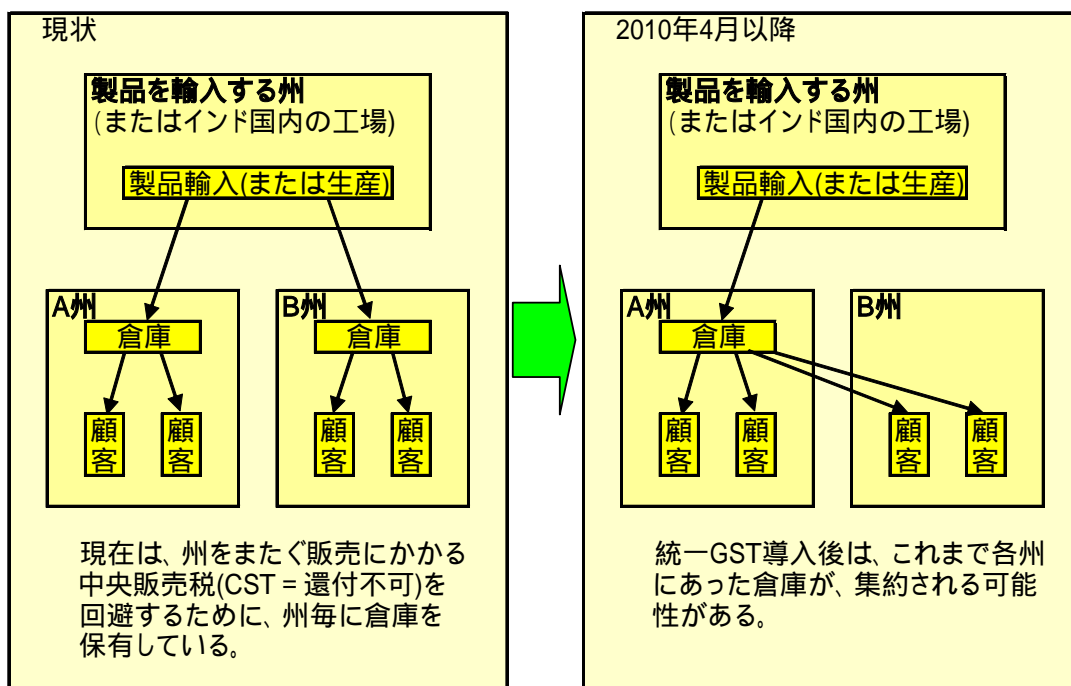 現状
製品を輸入する州
(またはインド国内の工場)
製品輸入(または生産)
A州
倉庫
顧客
顧客
B州
倉庫
顧客
顧客
現在は、州をまたぐ販売にかかる
中央販売税(CST = 還付不可)を
回避するために、州毎に倉庫を
保有している。
2010年4月以降
製品を輸入する州
(またはインド国内の工場)
製品輸入(または生産)
A州
倉庫
顧客
顧客
B州
顧客
顧客
統一GST導入後は、これまで各州
にあった倉庫が、集約される可能
性がある。